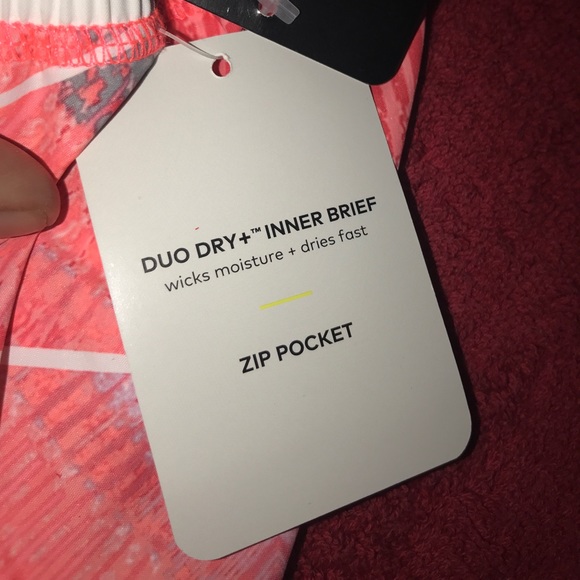 DUO DRY+™ INNER BRIEF
wicks moisture + dries fast
ZIP POCKET